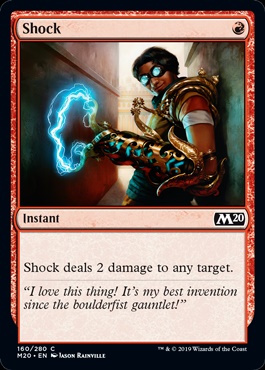 Shock
Instant
M20
Shock deals 2 damage to any target.
“I love this thing! It’s my best invention
since the boulderfist gauntlet!”
160/280 C
M20 • EN Jason Rainville
™ & © 2019 Wizards of the Coast